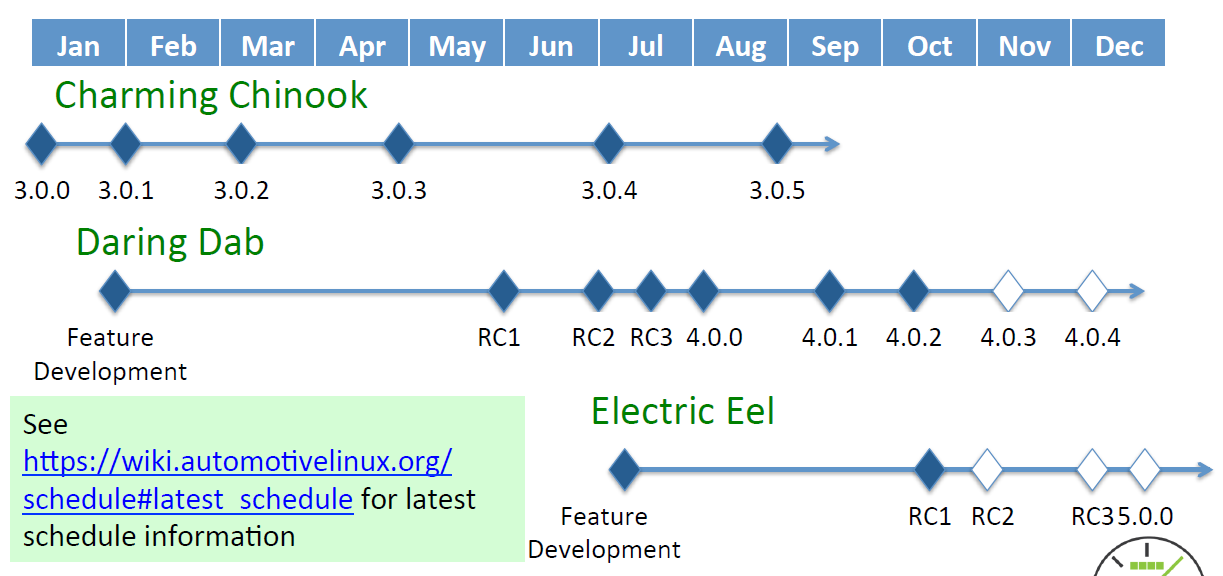 Jan Feb Mar Apr May Jun Jul Aug Sep Oct Nov Dec
Charming Chinook
3.0.0 3.0.1 3.0.2 3.0.3 3.0.4 3.0.5
Daring Dab
Feature
Development
RC1 RC2 RC3 4.0.0 4.0.1 4.0.2 4.0.3 4.0.4
See
https://wiki.automotivelinux.org/
schedule#latest_schedule for latest
schedule information
Electric Eel
Feature
Development
RC1 RC2 RC3 5.0.0